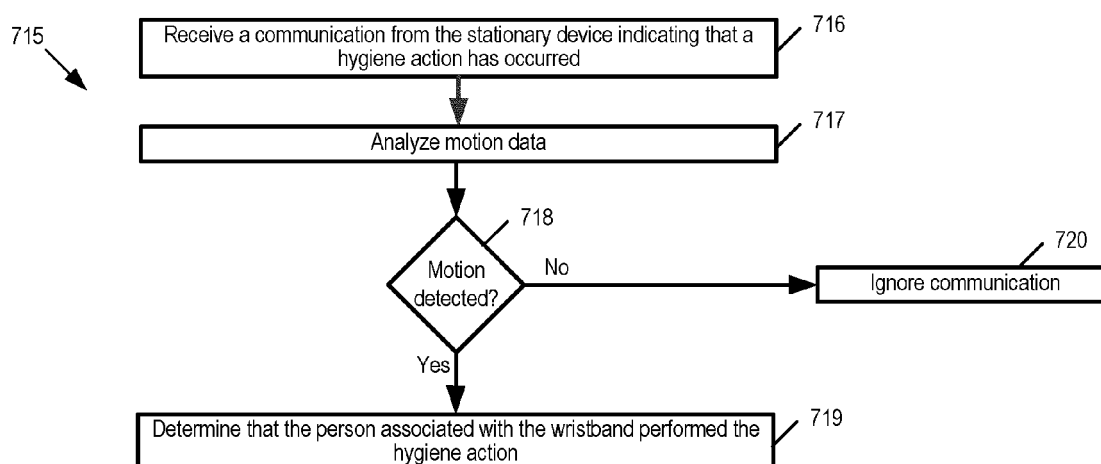 715
Receive a communication from the stationary device indicating that a
hygiene action has occurred
716
Analyze motion data
717
718
Motion
detected?
No
720
Ignore communication
Yes
Determine that the person associated with the wristband performed the
hygiene action
719